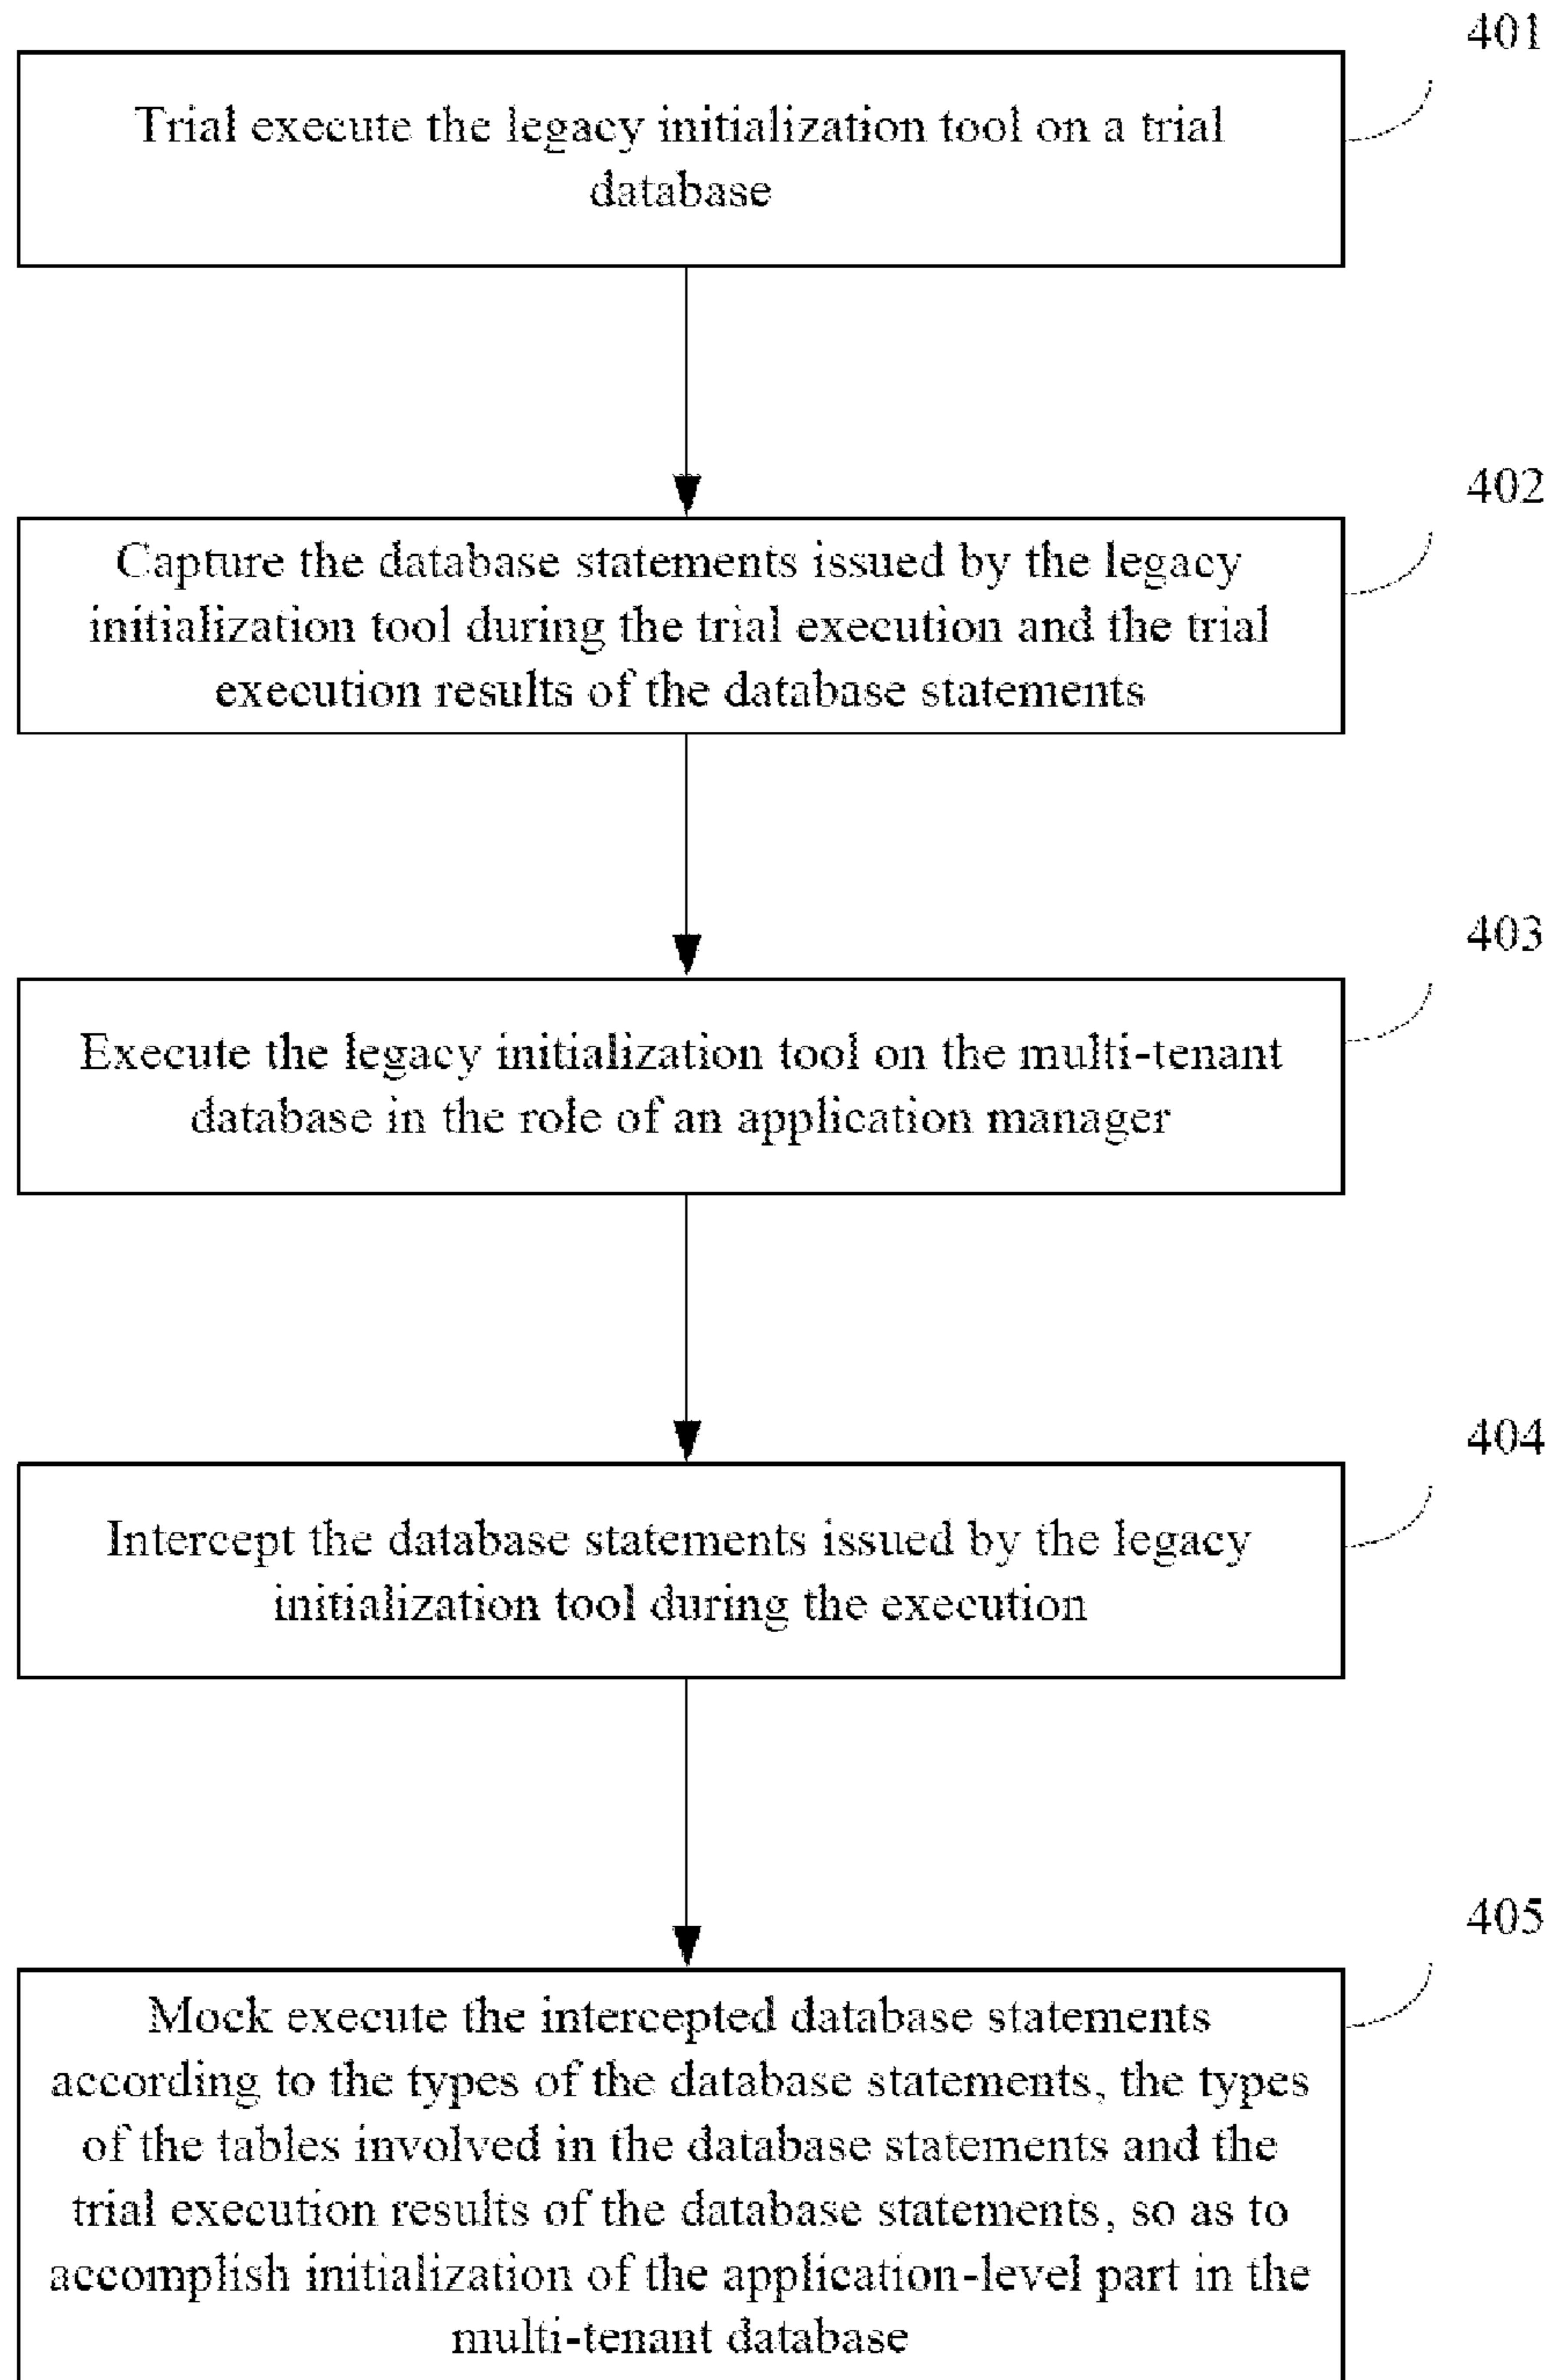 401
Trial execute the legacy initialization tool on a trial
database
402
Capture the database statements issued by the legacy
initialization tool during the trial execution and the trial
execution results of the database statements
403
Execute the legacy initialization tool on the multi-tenant
database in the role of an application manager
404
Intercept the database statements issued by the legacy
initialization tool during the execution
405
Mock execute the intercepted database statements
according to the types of the database statements, the types
of the tables involved in the database statements and the
trial execution results of the database statements, so as to
accomplish initialization of the application-level part in the
multi-tenant database